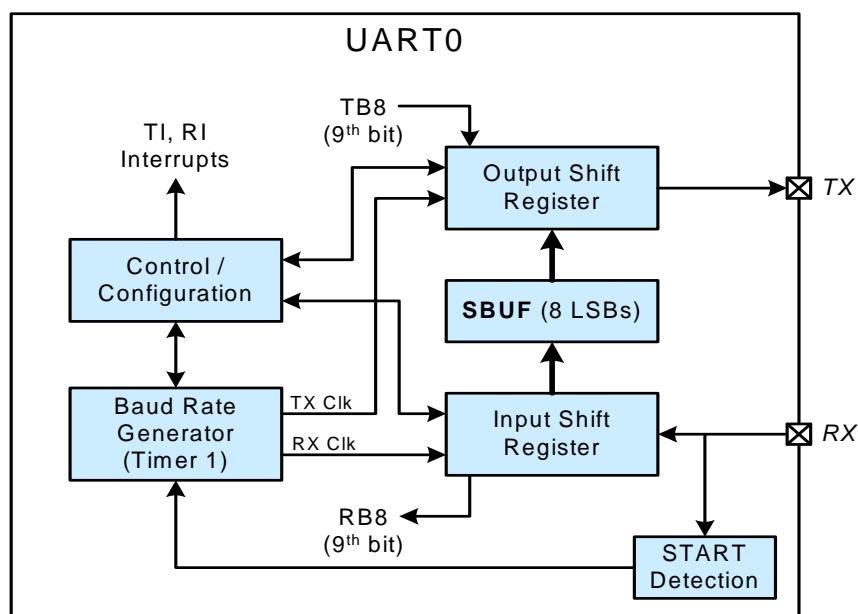 UART0
TB8
(9th bit)
TI, RI
Interrupts
Output Shift
Register
TX
Control /
Configuration
SBUF (8 LSBs)
Baud Rate
Generator
(Timer 1)
TX Clk
RX Clk
Input Shift
Register
RX
RB8
(9th bit)
START
Detection